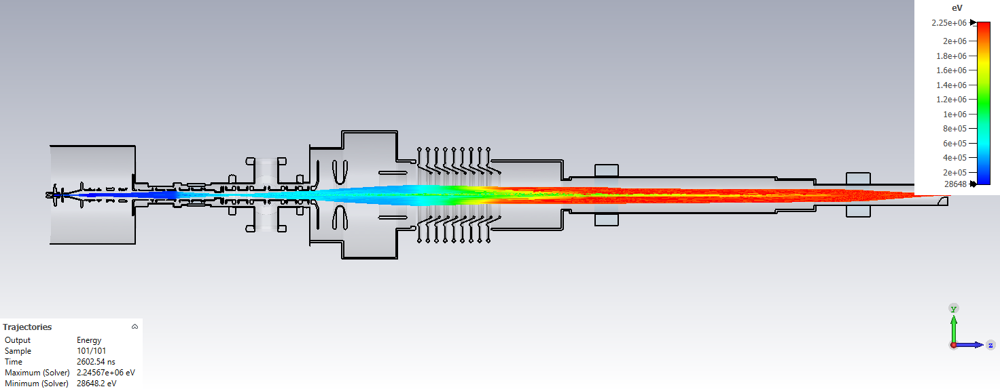 eV
2.25e+06
2e+06
1.8e+06
1.6e+06
1.4e+06
1.2e+06
1e+06
8e+05
6e+05
4e+05
2e+05
28648
Trajectories
Output Energy
Sample 101/101
Time 2602.54 ns
Maximum (Solver) 2.24567e+06 eV
Minimum (Solver) 28648.2 eV
y
z